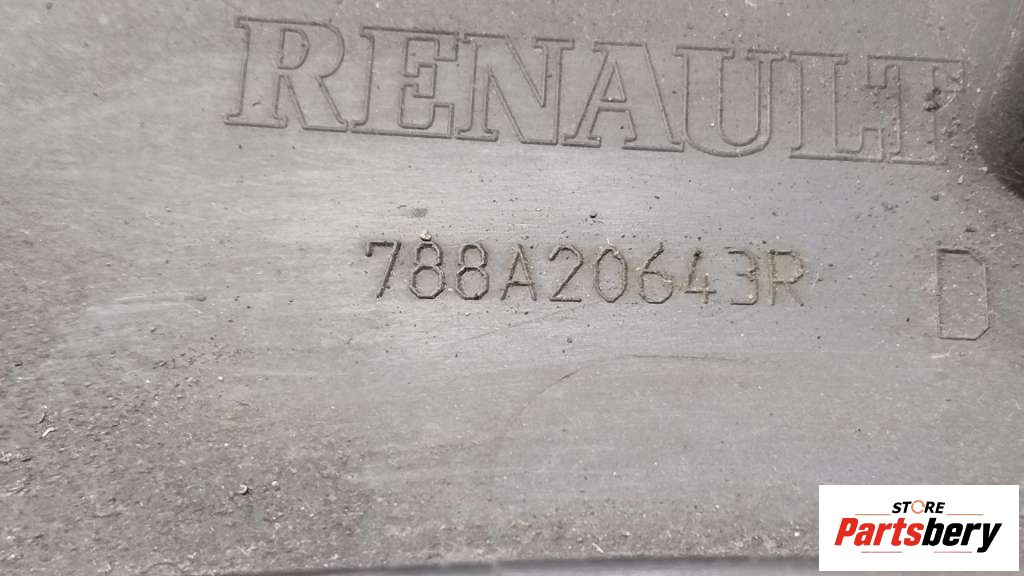 RENAULT
788A20643R D
STORE
Partsbery